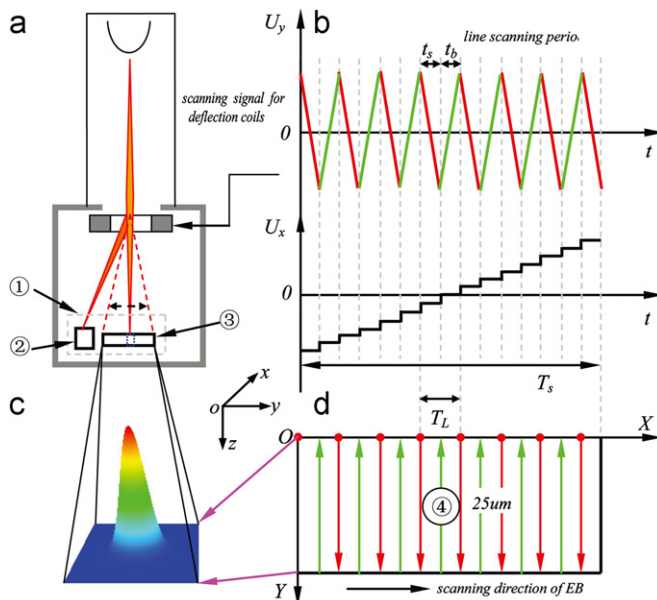 a
scanning signal for
deflection coils
①
②
③
b
U_y
line scanning perio
t_s t_b
0
t
U_x
0
t
T_s
c
x
o y
z
d
T_L
X
O
④ 25um
Y
scanning direction of EB